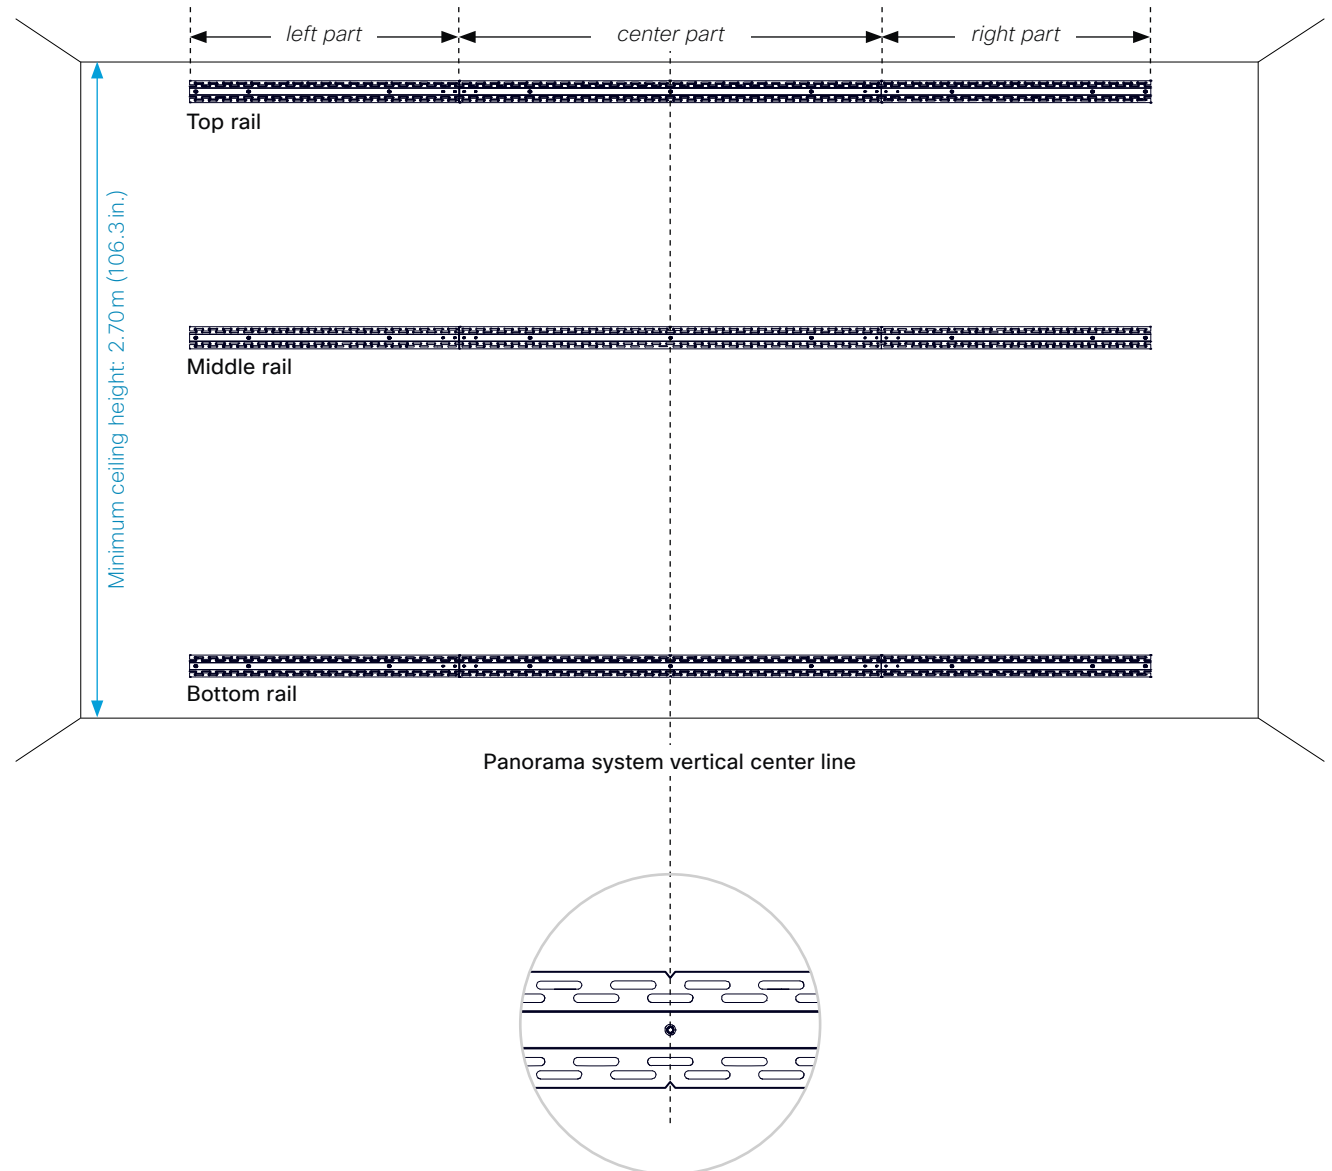 left part
center part
right part
Top rail
Minimum ceiling height: 2.70 m (106.3 in.)
Middle rail
Bottom rail
Panorama system vertical center line